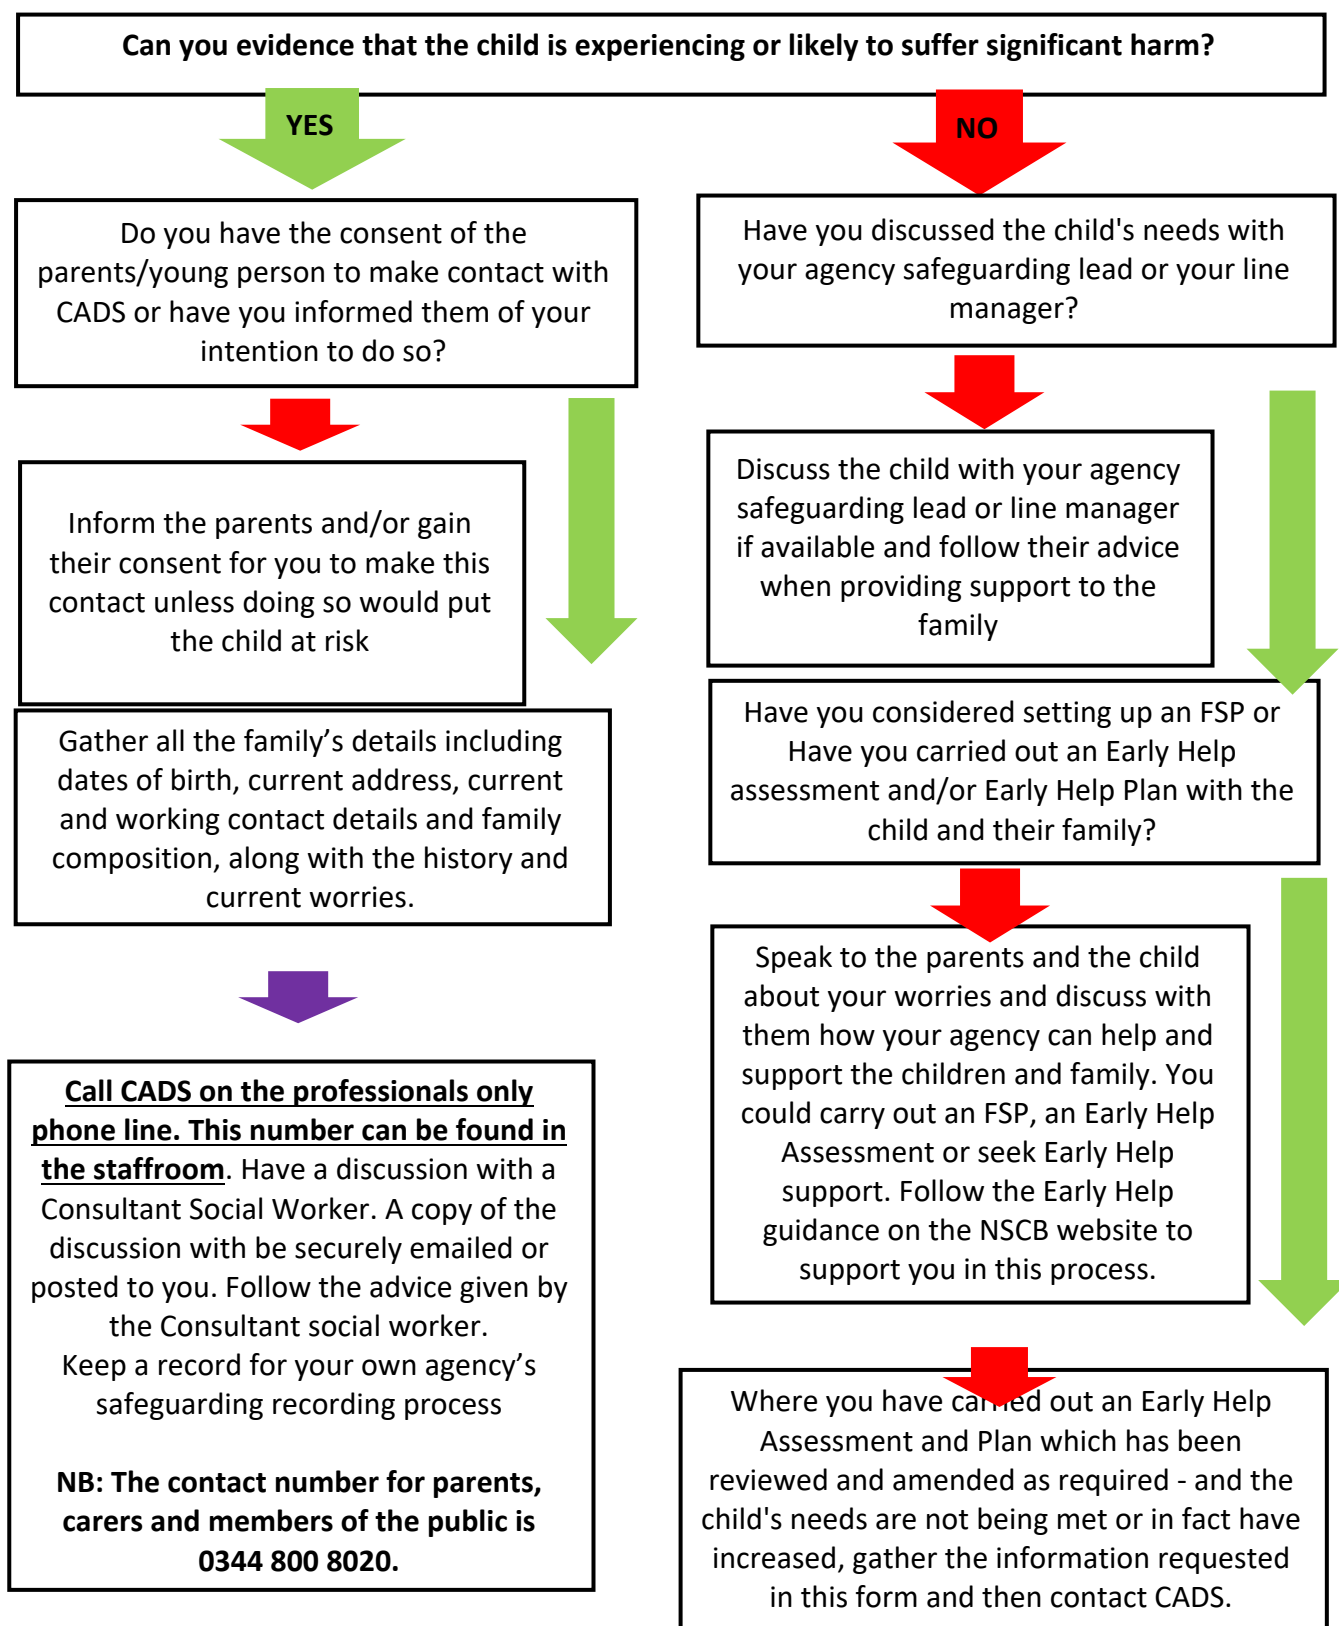 Can you evidence that the child is experiencing or likely to suffer significant harm?
YES
NO
Do you have the consent of the
parents/young person to make contact with
CADS or have you informed them of your
intention to do so?
Inform the parents and/or gain
their consent for you to make this
contact unless doing so would put
the child at risk
Gather all the family’s details including
dates of birth, current address, current
and working contact details and family
composition, along with the history and
current worries.
Call CADS on the professionals only
phone line. This number can be found in
the staffroom. Have a discussion with a
Consultant Social Worker. A copy of the
discussion with be securely emailed or
posted to you. Follow the advice given by
the Consultant social worker.
Keep a record for your own agency’s
safeguarding recording process
NB: The contact number for parents,
carers and members of the public is
0344 800 8020.
Have you discussed the child's needs with
your agency safeguarding lead or your line
manager?
Discuss the child with your agency
safeguarding lead or line manager
if available and follow their advice
when providing support to the
family
Have you considered setting up an FSP or
Have you carried out an Early Help
assessment and/or Early Help Plan with the
child and their family?
Speak to the parents and the child
about your worries and discuss with
them how your agency can help and
support the children and family. You
could carry out an FSP, an Early Help
Assessment or seek Early Help
support. Follow the Early Help
guidance on the NSCB website to
support you in this process.
Where you have carried out an Early Help
Assessment and Plan which has been
reviewed and amended as required - and the
child's needs are not being met or in fact have
increased, gather the information requested
in this form and then contact CADS.